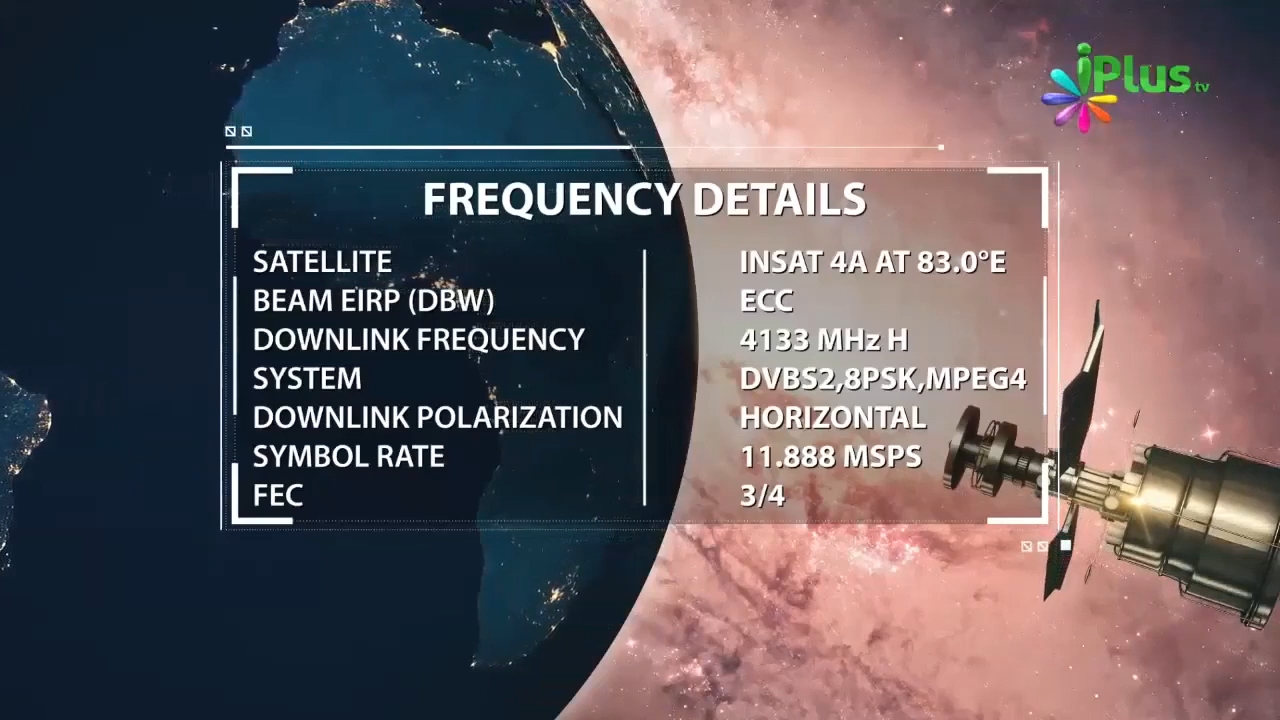 iPlus tv
FREQUENCY DETAILS
SATELLITE INSAT 4A AT 83.0°E
BEAM EIRP (DBW) ECC
DOWNLINK FREQUENCY 4133 MHz H
SYSTEM DVBS2,8PSK,MPEG4
DOWNLINK POLARIZATION HORIZONTAL
SYMBOL RATE 11.888 MSPS
FEC 3/4